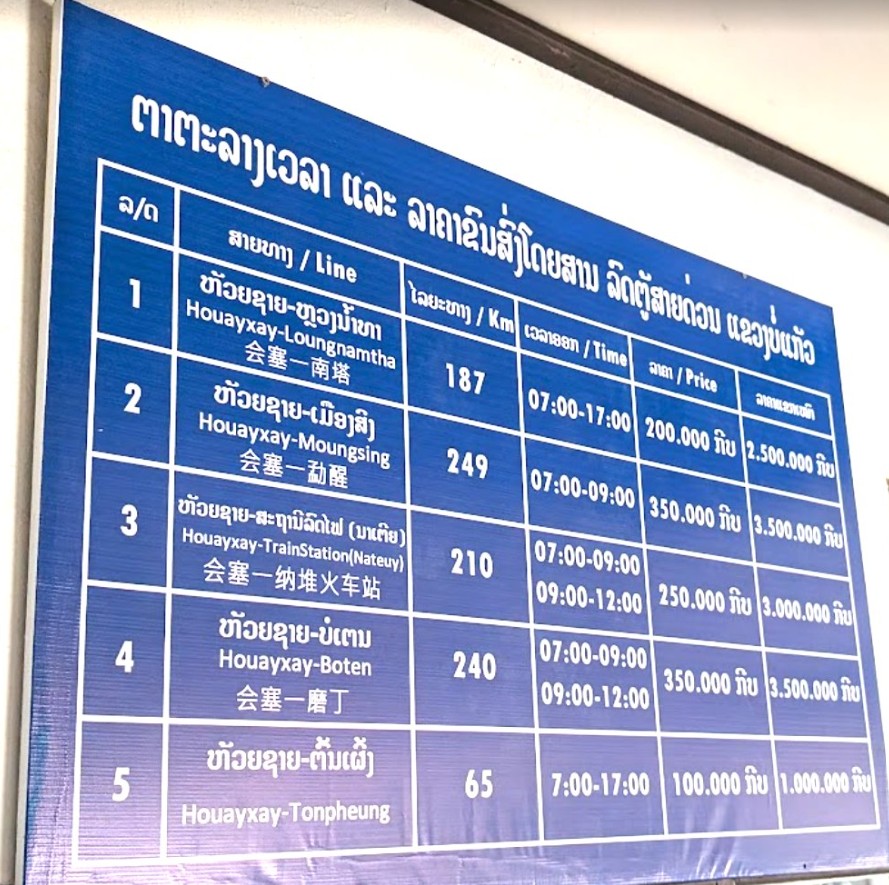 ຕາຕະລາງເວລາ ແລະ ລາຄາຂົນສົ່ງໂດຍສານ ລົດຕູ້ສາຍດ່ວນ ແຂວງບໍ່ແກ້ວ
ລ/ດ
ສາຍທາງ / Line
ໄລຍະທາງ / Km
ເວລາອອກ / Time
ລາຄາ / Price
ລາຄາແຂກເໝົາ
1
ຫ້ວຍຊາຍ-ຫຼວງນ້ຳທາ
Houayxay-Loungnamtha
会塞一南塔
187
07:00-17:00
200.000 ກີບ
2.500.000 ກີບ
2
ຫ້ວຍຊາຍ-ເມືອງສິງ
Houayxay-Moungsing
会塞一勐醒
249
07:00-09:00
350.000 ກີບ
3.500.000 ກີບ
3
ຫ້ວຍຊາຍ-ສະຖານີລົດໄຟ (ນາເຕີຍ)
Houayxay-TrainStation(Nateuy)
会塞一纳堆火车站
210
07:00-09:00
09:00-12:00
250.000 ກີບ
3.000.000 ກີບ
4
ຫ້ວຍຊາຍ-ບໍ່ເຕນ
Houayxay-Boten
会塞一磨丁
240
07:00-09:00
09:00-12:00
350.000 ກີບ
3.500.000 ກີບ
5
ຫ້ວຍຊາຍ-ຕົ້ນເຜິ້ງ
Houayxay-Tonpheung
65
7:00-17:00
100.000 ກີບ
1.000.000 ກີບ